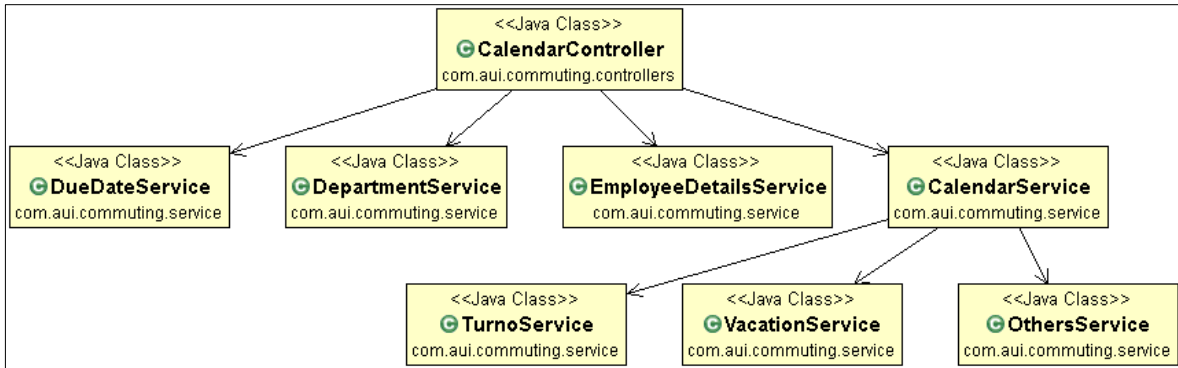 <<Java Class>>
CalendarController
com.aui.commuting.controllers
<<Java Class>>
DueDateService
com.aui.commuting.service
<<Java Class>>
DepartmentService
com.aui.commuting.service
<<Java Class>>
EmployeeDetailsService
com.aui.commuting.service
<<Java Class>>
CalendarService
com.aui.commuting.service
<<Java Class>>
TurnoService
com.aui.commuting.service
<<Java Class>>
VacationService
com.aui.commuting.service
<<Java Class>>
OthersService
com.aui.commuting.service